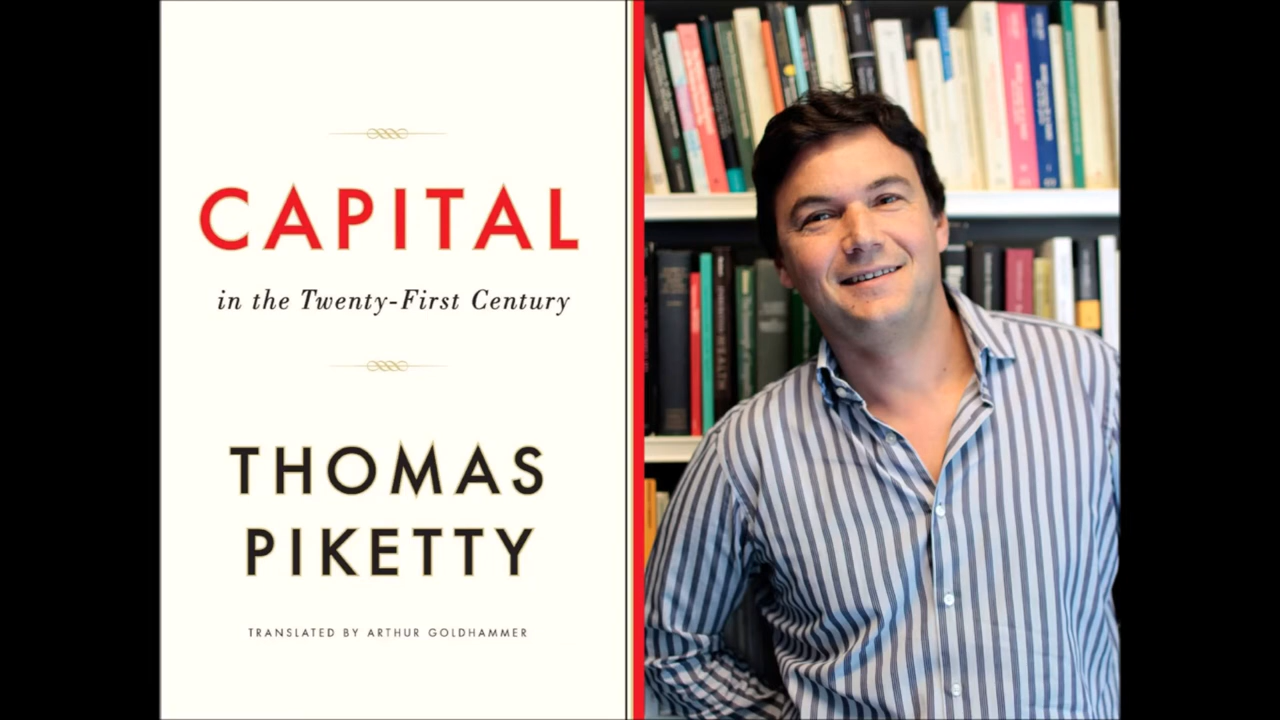 CAPITAL
in the Twenty-First Century
THOMAS
PIKETTY
TRANSLATED BY ARTHUR GOLDHAMMER